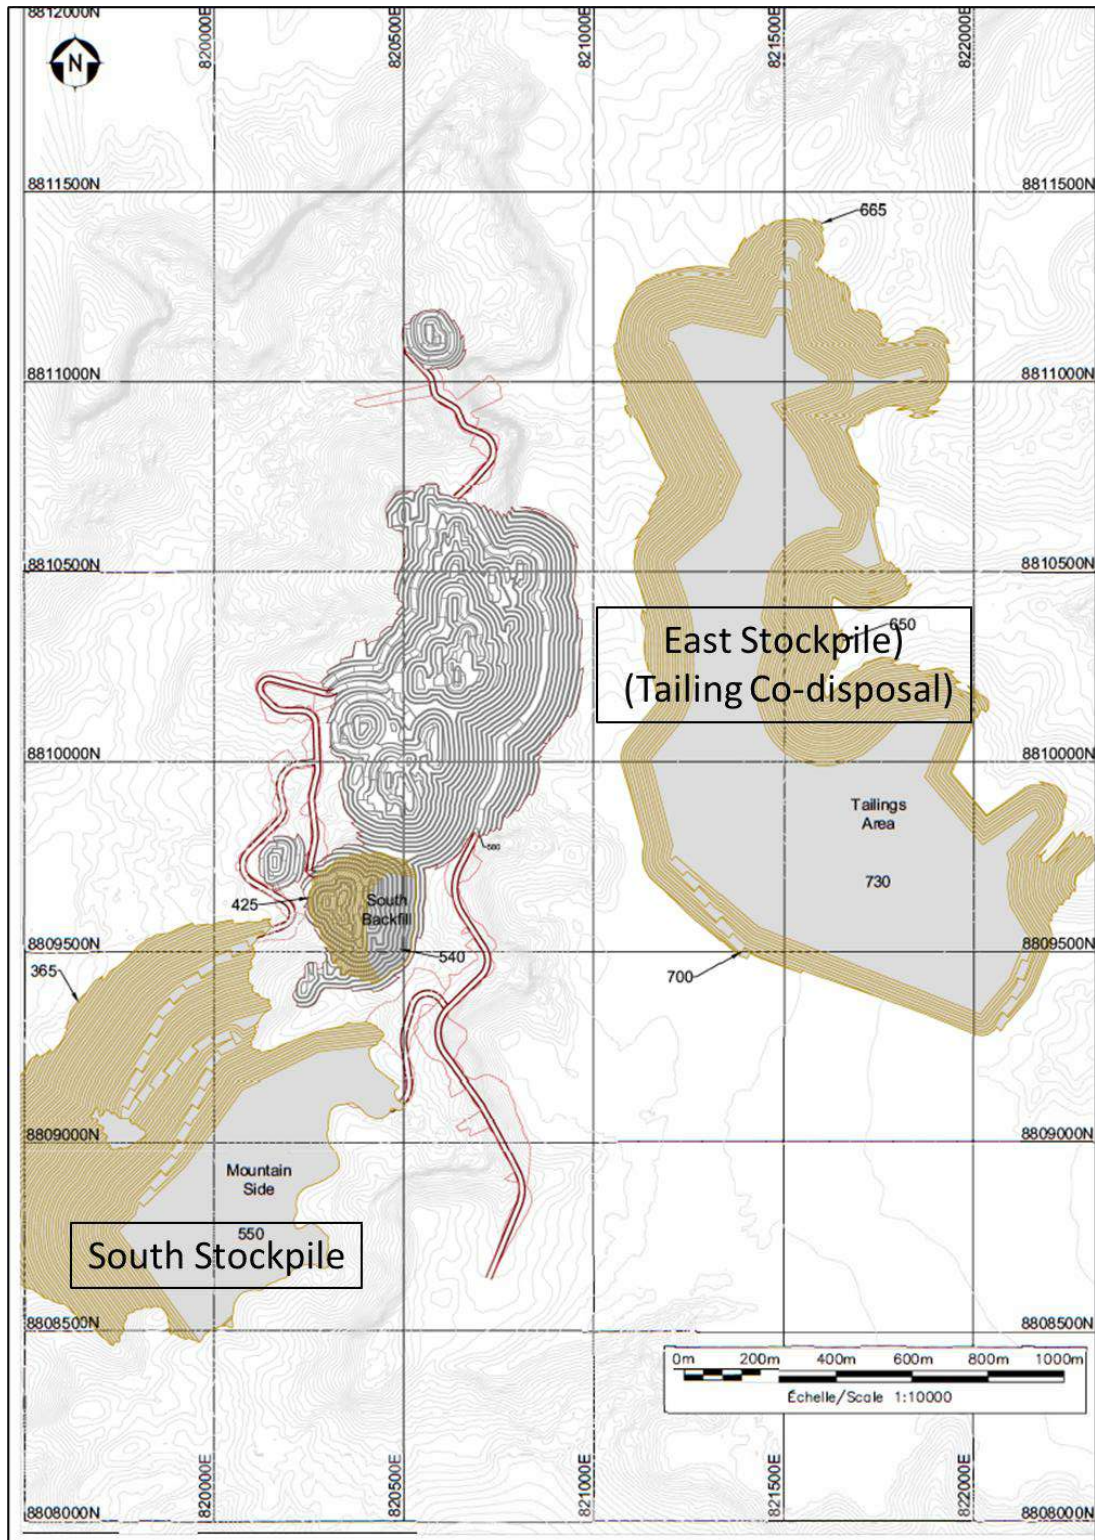 8812000N
820000E
820500E
821000E
821500E
822000E
N
8811500N
8811500N
665
8811000N
8811000N
8810500N
8810500N
East Stockpile)
650
(Tailing Co-disposal)
8810000N
8810000N
Tailings
Area
580
730
425
South
Backfill
8809500N
8809500N
540
365
700
8809000N
8809000N
Mountain
Side
550
South Stockpile
8808500N
8808500N
0m 200m 400m 600m 800m 1000m
Échelle/Scale 1:10000
820000E
820500E
821000E
821500E
822000E
8808000N
8808000N